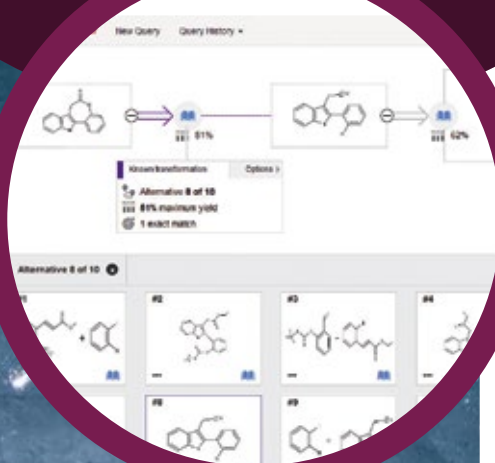 New Query Query History
81%
62%
Known transformation Options >
Alternative 8 of 10
81% maximum yield
1 exact match
Alternative 8 of 10
#1 #2 #3 #4
#8 #9